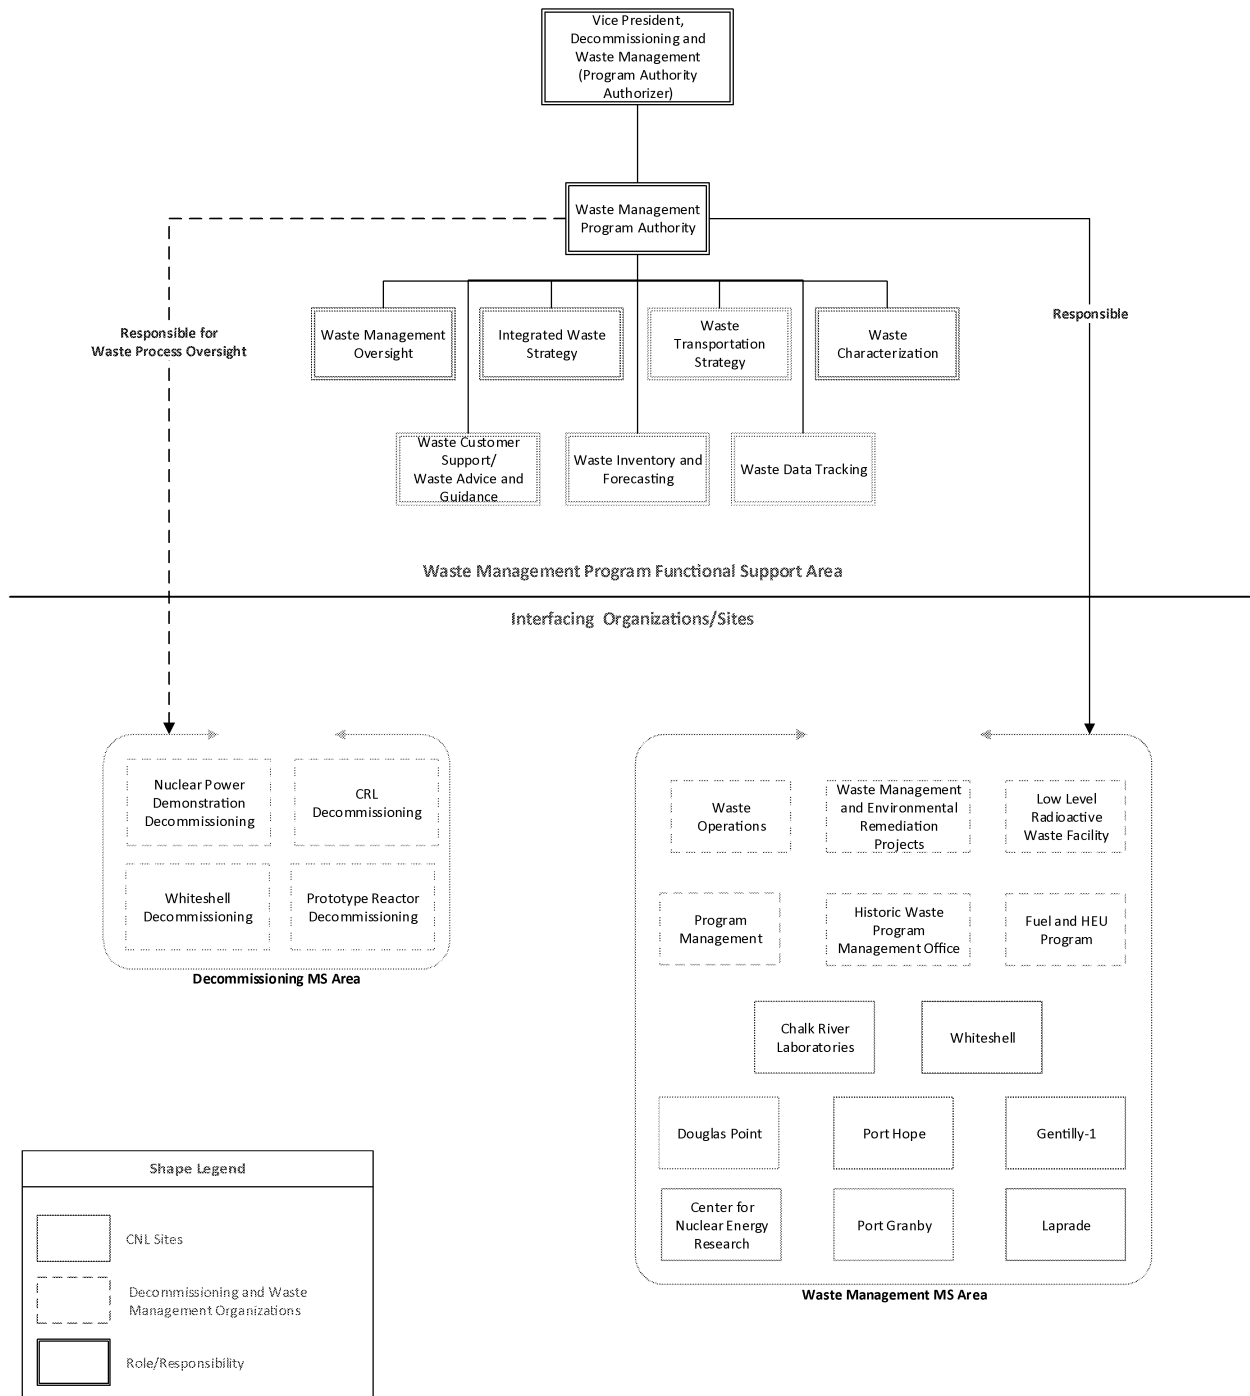 Vice President,
Decommissioning and
Waste Management
(Program Authority
Authorizer)
Waste Management
Program Authority
Responsible for
Waste Process Oversight
Responsible
Waste Management
Oversight
Integrated Waste
Strategy
Waste
Transportation
Strategy
Waste
Characterization
Waste Customer
Support/
Waste Advice and
Guidance
Waste Inventory and
Forecasting
Waste Data Tracking
Waste Management Program Functional Support Area
Interfacing Organizations/Sites
Nuclear Power
Demonstration
Decommissioning
CRL
Decommissioning
Whiteshell
Decommissioning
Prototype Reactor
Decommissioning
Decommissioning MS Area
Waste
Operations
Waste Management
and Environmental
Remediation
Projects
Low Level
Radioactive
Waste Facility
Program
Management
Historic Waste
Program
Management Office
Fuel and HEU
Program
Chalk River
Laboratories
Whiteshell
Douglas Point
Port Hope
Gentilly-1
Center for
Nuclear Energy
Research
Port Granby
Laprade
Waste Management MS Area
Shape Legend
CNL Sites
Decommissioning and Waste
Management Organizations
Role/Responsibility